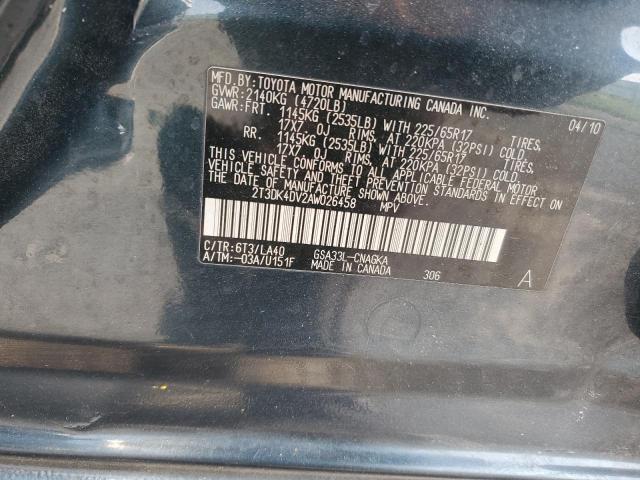 MFD.BY:TOYOTA MOTOR MANUFACTURING CANADA INC.
GVWR:2140KG (4720LB) 04/10
GAWR:FRT. 1145KG (2535LB) WITH 225/65R17 TIRES.
17X7.0J RIMS, AT 220KPA (32PSI) COLD.
RR. 1145KG (2535LB) WITH 225/65R17 TIRES.
17X7.0J RIMS, AT 220KPA (32PSI) COLD.
THIS VEHICLE CONFORMS TO ALL APPLICABLE FEDERAL MOTOR
VEHICLE SAFETY AND THEFT PREVENTION STANDARDS IN EFFECT ON
THE DATE OF MANUFACTURE SHOWN ABOVE.
2T3DK4DV2AW026458 MPV
C/TR:6T3/LA40 GSA33L-CNAGKA
A/TM:-03A/U151F MADE IN CANADA 306 A